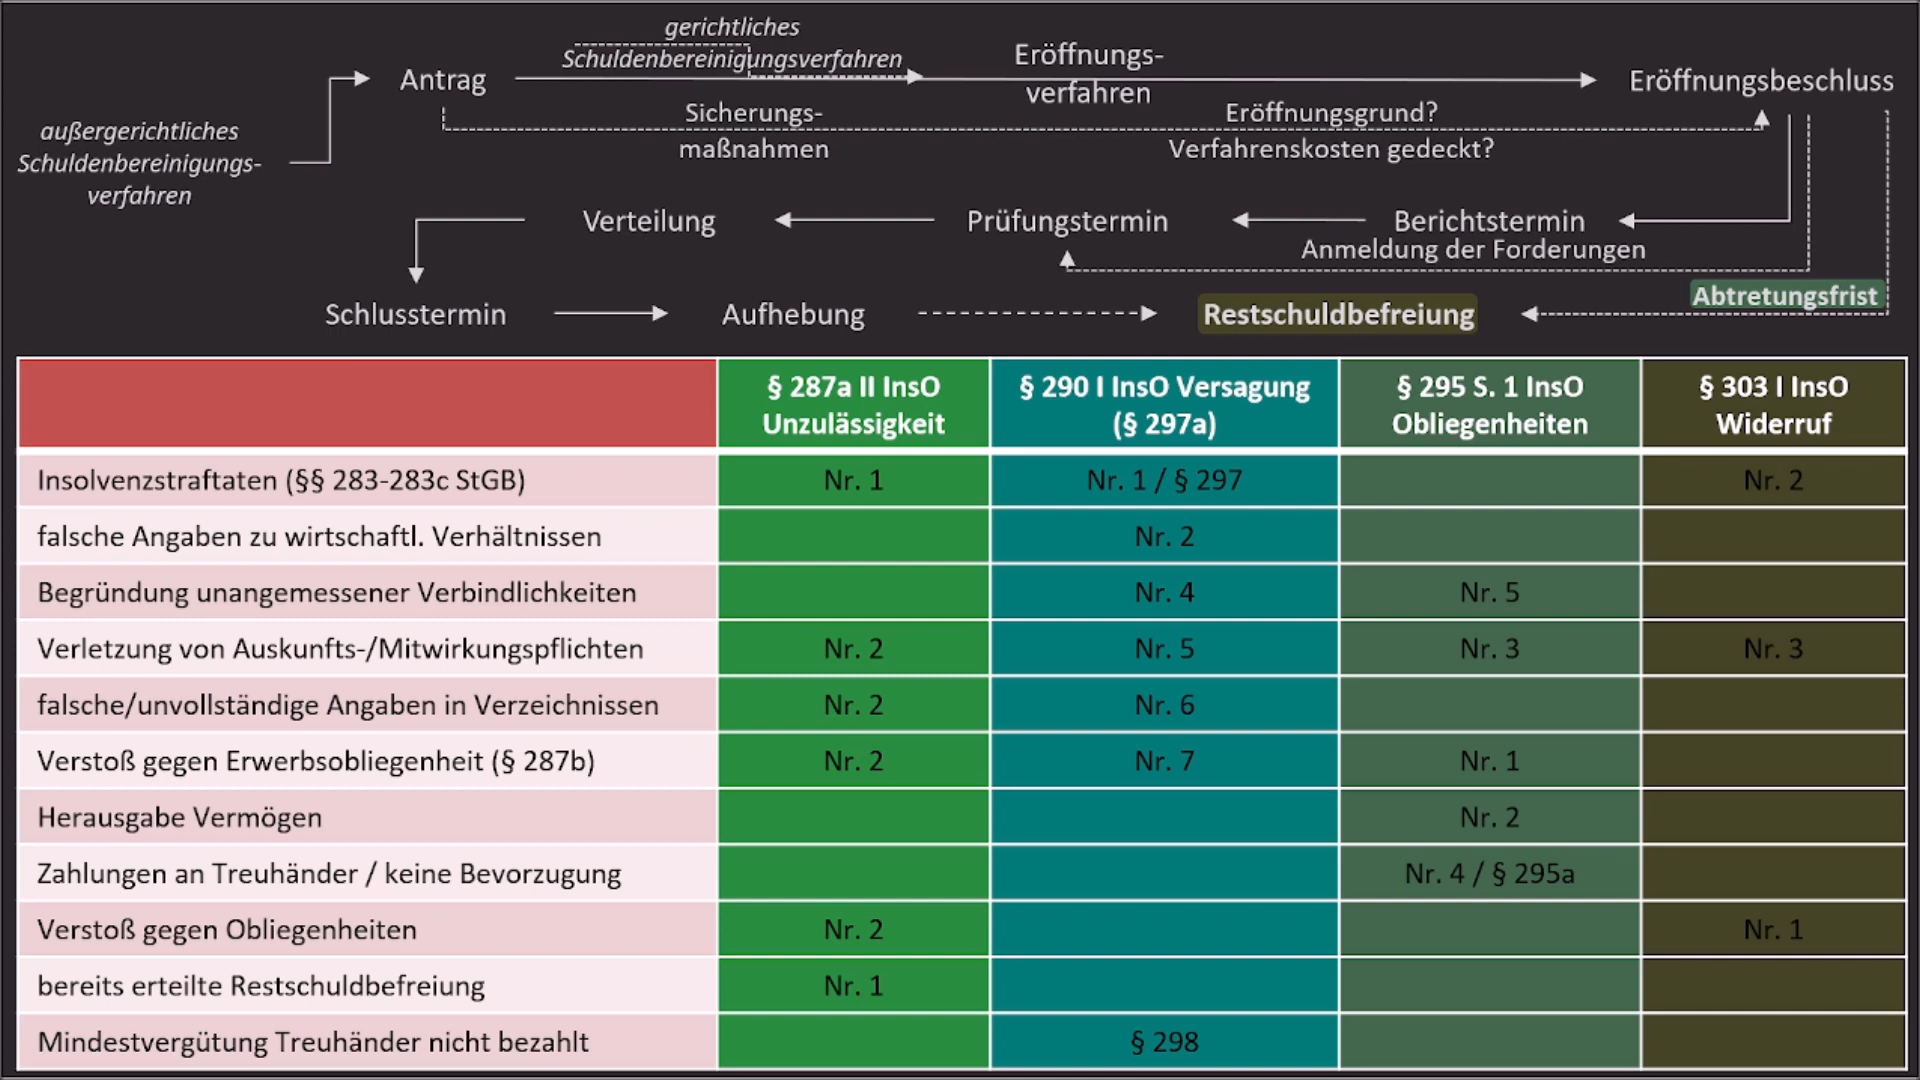 gerichtliches
Schuldenbereinigungsverfahren
Eröffnungs-
verfahren
Antrag
Eröffnungsbeschluss
außergerichtliches
Schuldenbereinigungs-
verfahren
Sicherungs-
maßnahmen
Eröffnungsgrund?
Verfahrenskosten gedeckt?
Verteilung
Prüfungstermin
Berichtstermin
Anmeldung der Forderungen
Abtretungsfrist
Schlusstermin
Aufhebung
Restschuldbefreiung
§ 287a II InsO
Unzulässigkeit
§ 290 I InsO Versagung
(§ 297a)
§ 295 S. 1 InsO
Obliegenheiten
§ 303 I InsO
Widerruf
Insolvenzstraftaten (§§ 283-283c StGB) Nr. 1 Nr. 1 / § 297 Nr. 2
falsche Angaben zu wirtschaftl. Verhältnissen Nr. 2
Begründung unangemessener Verbindlichkeiten Nr. 4 Nr. 5
Verletzung von Auskunfts-/Mitwirkungspflichten Nr. 2 Nr. 5 Nr. 3 Nr. 3
falsche/unvollständige Angaben in Verzeichnissen Nr. 2 Nr. 6
Verstoß gegen Erwerbsobliegenheit (§ 287b) Nr. 2 Nr. 7 Nr. 1
Herausgabe Vermögen Nr. 2
Zahlungen an Treuhänder / keine Bevorzugung Nr. 4 / § 295a
Verstoß gegen Obliegenheiten Nr. 2 Nr. 1
bereits erteilte Restschuldbefreiung Nr. 1
Mindestvergütung Treuhänder nicht bezahlt § 298